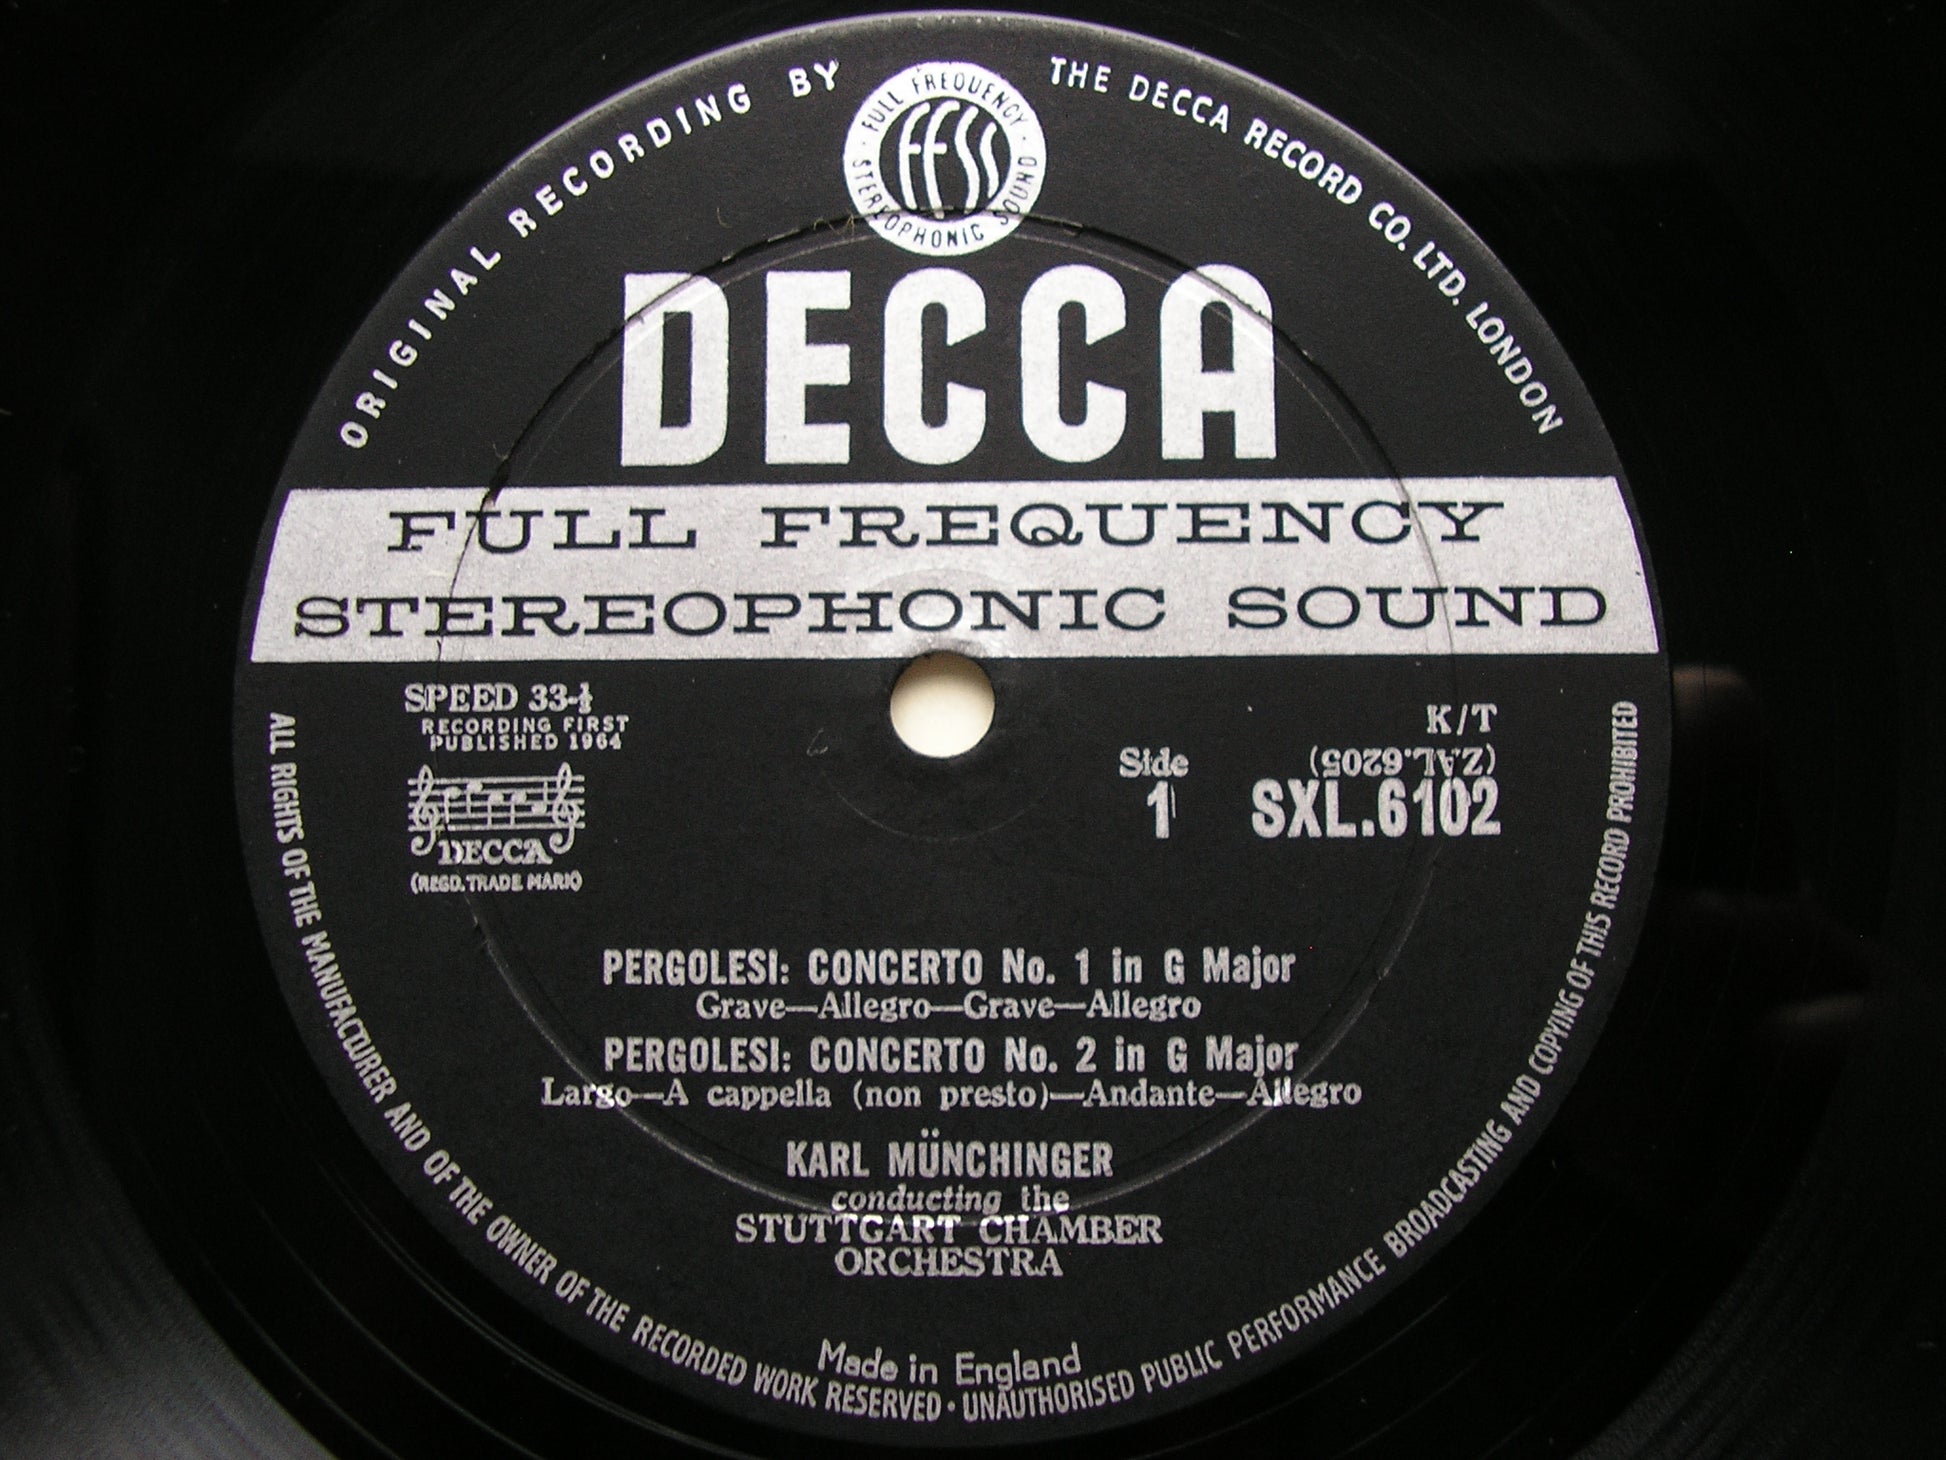 ORIGINAL RECORDING BY
THE DECCA RECORD CO. LTD. LONDON
FULL FREQUENCY
STEREOPHONIC SOUND
FFSS
DECCA
FULL FREQUENCY
STEREOPHONIC SOUND
SPEED 33⅓
RECORDING FIRST
PUBLISHED 1964
DECCA
(REGD. TRADE MARK)
K/T
(ZAL.6205)
Side
1
SXL.6102
PERGOLESI: CONCERTO No. 1 in G Major
Grave—Allegro—Grave—Allegro
PERGOLESI: CONCERTO No. 2 in G Major
Largo—A cappella (non presto)—Andante—Allegro
KARL MÜNCHINGER
conducting the
STUTTGART CHAMBER
ORCHESTRA
Made in England
ALL RIGHTS OF THE MANUFACTURER AND OF THE OWNER OF THE RECORDED WORK RESERVED · UNAUTHORISED PUBLIC PERFORMANCE BROADCASTING AND COPYING OF THIS RECORD PROHIBITED